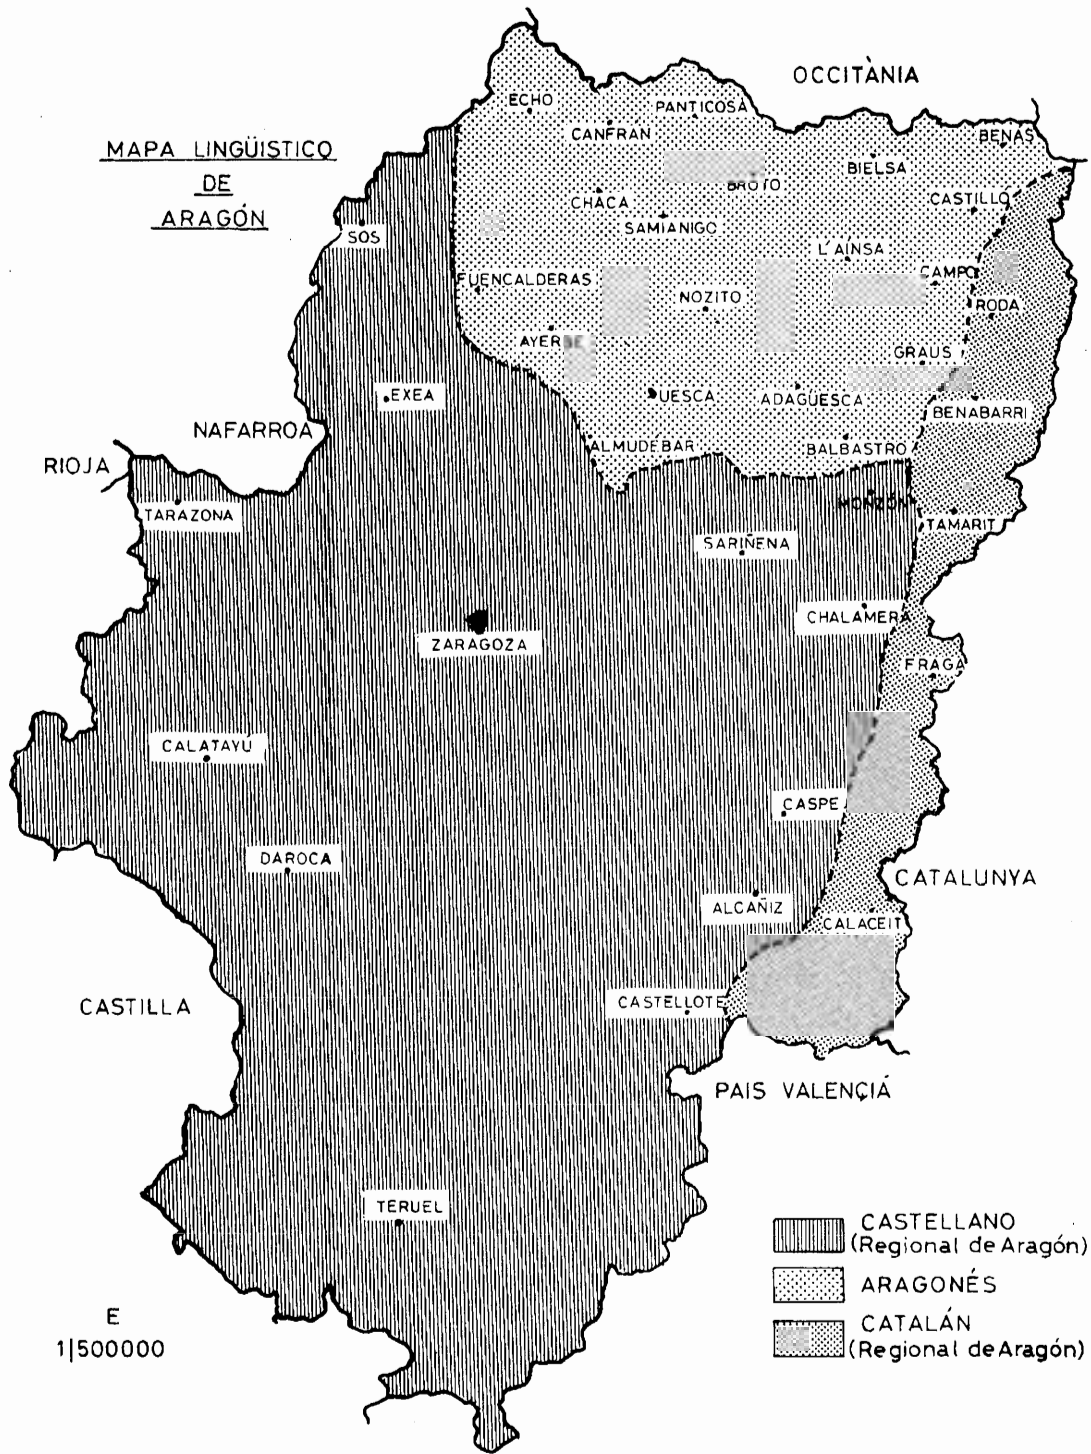 MAPA LINGÜISTICO
DE
ARAGÓN
OCCITÀNIA
ECHO
PANTICOSA
CANFRAN
BENAS
BIELSA
BROTO
CHACA
CASTILLO
SAMIANIGO
SOS
L'AINSA
CAMPO
FUENCALDERAS
NOZITO
RODA
AYERBE
GRAUS
EXEA
UESCA
ADAGÜESCA
BENABARRI
NAFARROA
ALMUDEBAR
BALBASTRO
RIOJA
MONZÓN
TARAZONA
TAMARIT
SARIÑENA
CHALAMERA
ZARAGOZA
FRAGA
CALATAYÚ
CASPE
DAROCA
CATALUNYA
ALCAÑIZ
CALACEIT
CASTILLA
CASTELLOTE
PAIS VALENÇIÁ
TERUEL
CASTELLANO
(Regional de Aragón)
ARAGONÉS
CATALÁN
(Regional de Aragón)
E
1|500000